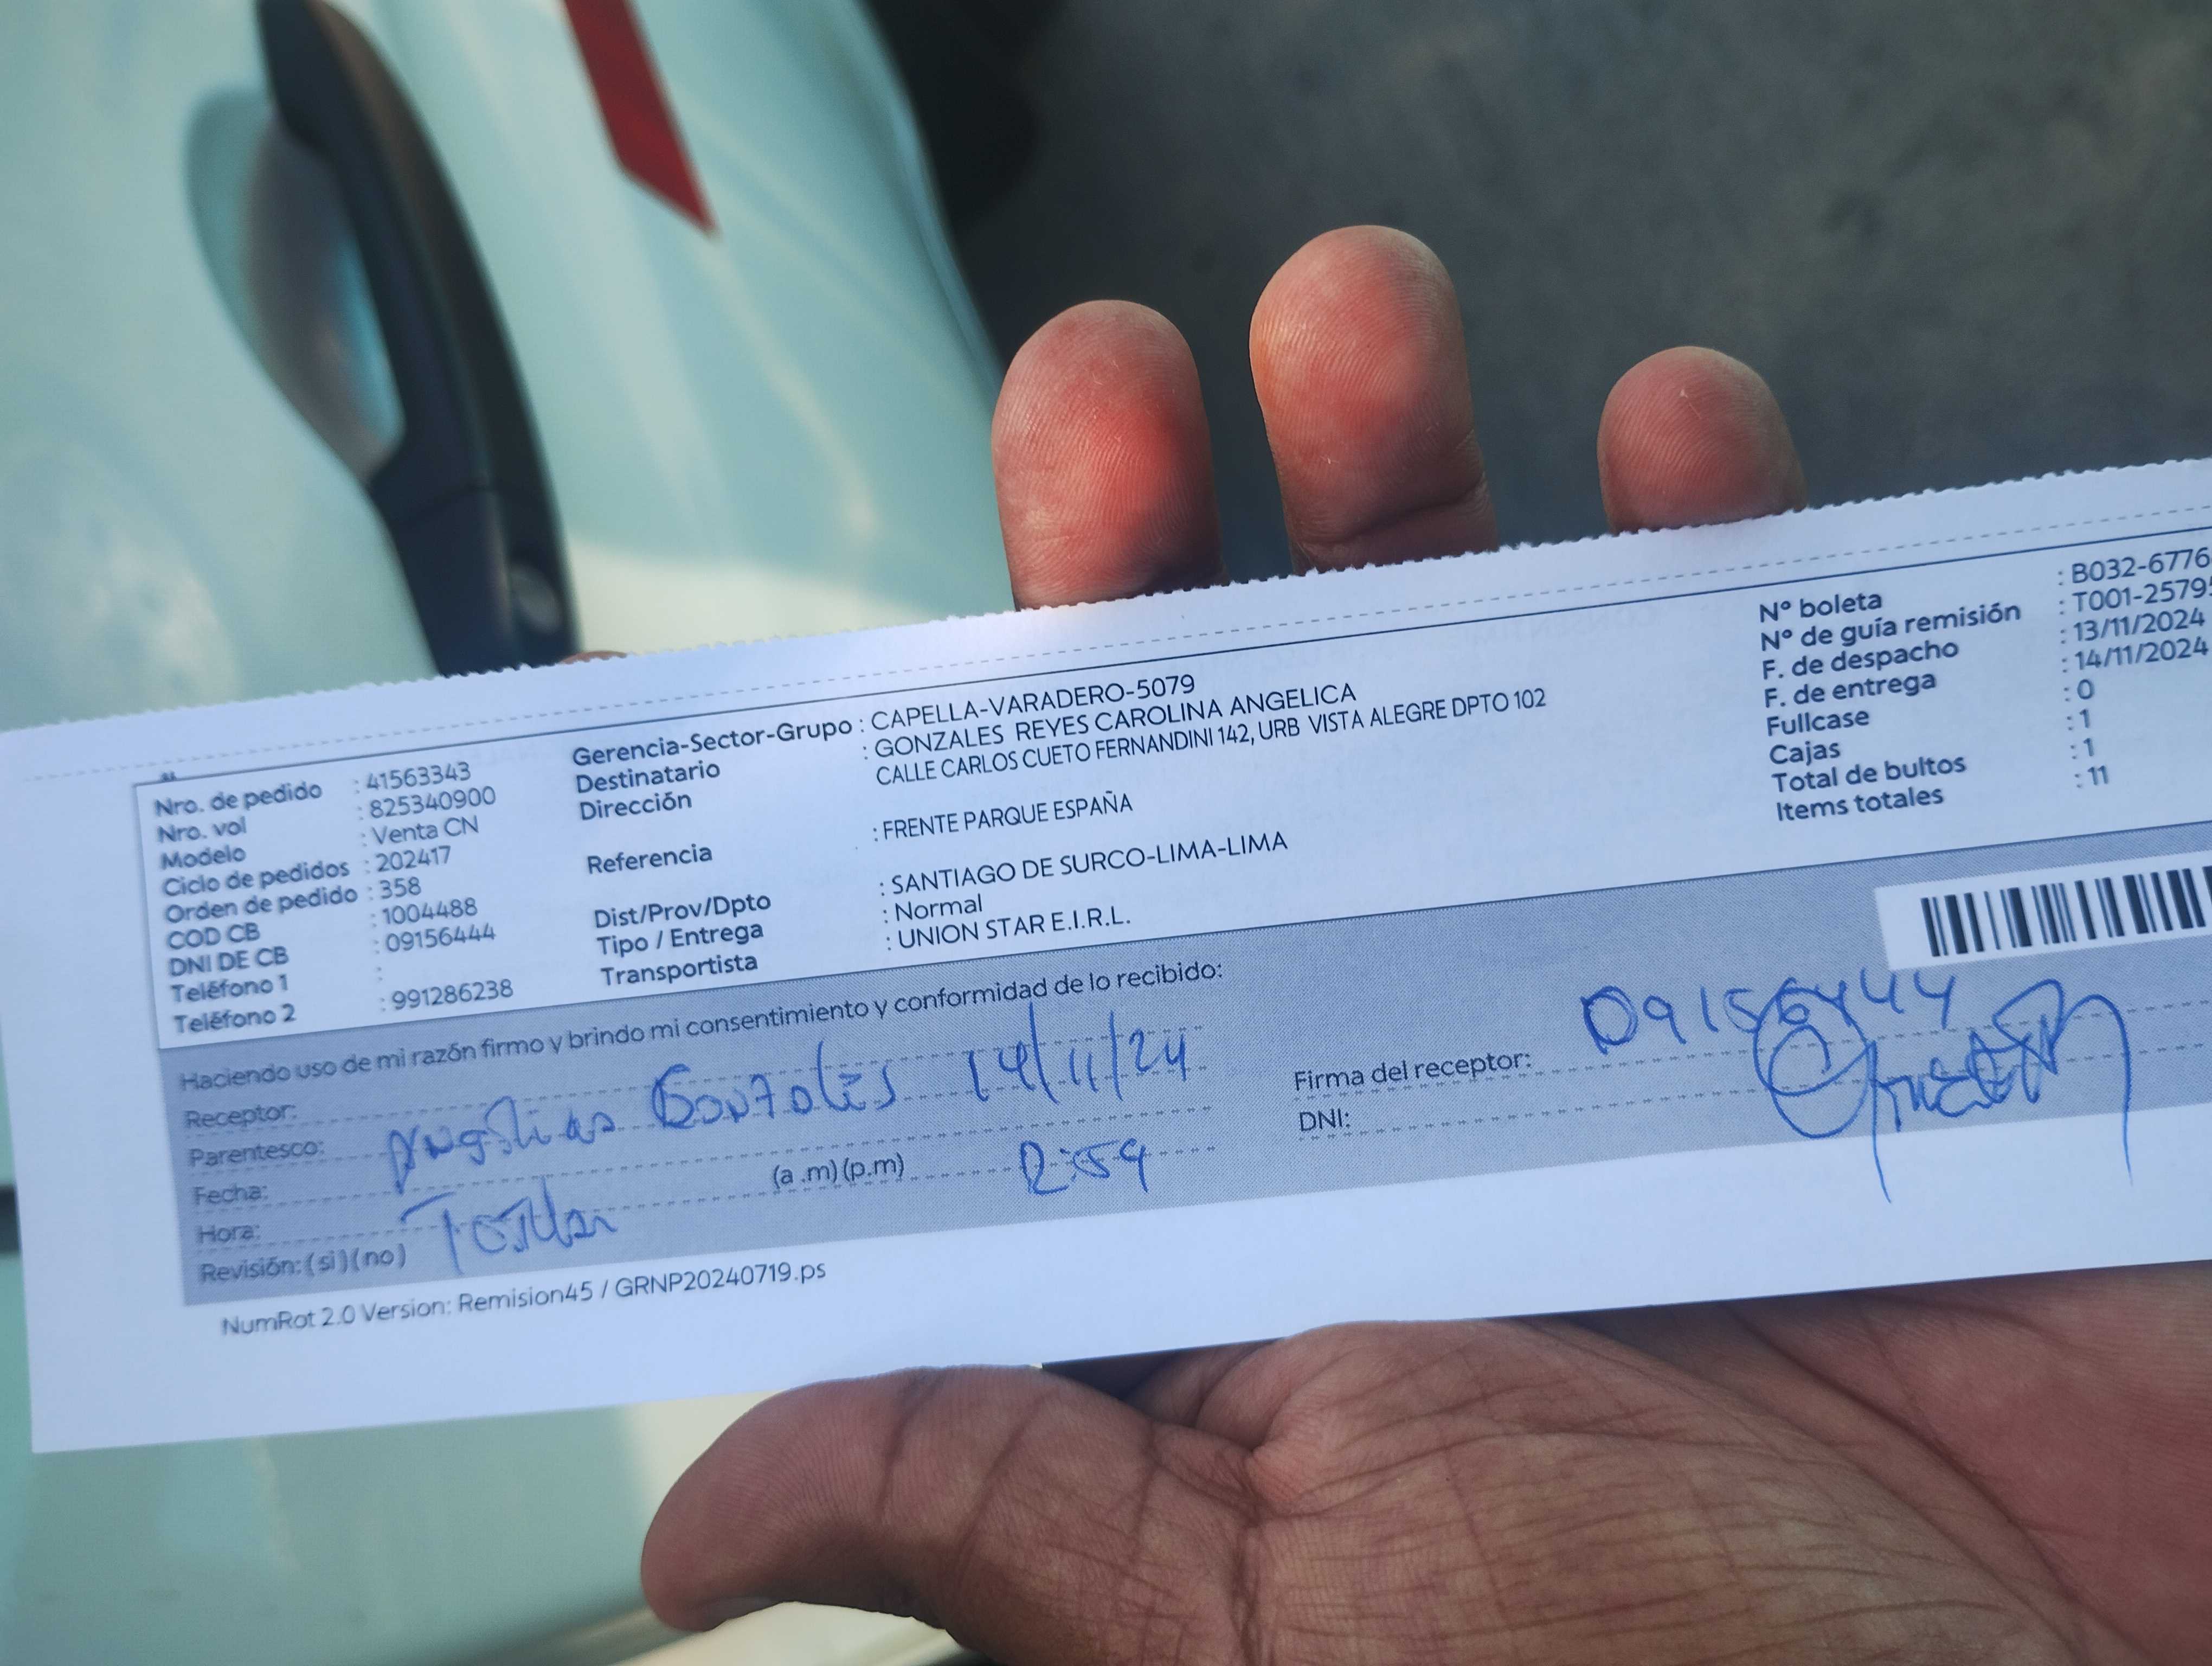 Nro. de pedido : 41563343
Nro. vol : 825340900
Modelo : Venta CN
Ciclo de pedidos : 202417
Orden de pedido : 358
COD CB : 1004488
DNI DE CB : 09156444
Teléfono 1 :
Teléfono 2 : 991286238
Gerencia-Sector-Grupo : CAPELLA-VARADERO-5079
Destinatario : GONZALES REYES CAROLINA ANGELICA
Dirección CALLE CARLOS CUETO FERNANDINI 142, URB VISTA ALEGRE DPTO 102
Referencia : FRENTE PARQUE ESPAÑA
Dist/Prov/Dpto : SANTIAGO DE SURCO-LIMA-LIMA
Tipo / Entrega : Normal
Transportista : UNION STAR E.I.R.L.
Nº boleta : B032-6776
Nº de guía remisión : T001-2579
F. de despacho : 13/11/2024
F. de entrega : 14/11/2024
Fullcase : 0
Cajas : 1
Total de bultos : 1
Items totales : 11
Haciendo uso de mi razón firmo y brindo mi consentimiento y conformidad de lo recibido:
Receptor: Gonzales 14/11/24
Parentesco:
Fecha:
Hora: (a .m) (p.m) 2:59
Revisión: (si) (no)
Firma del receptor: 09156444
DNI:
NumRot 2.0 Version: Remision45 / GRNP20240719.ps